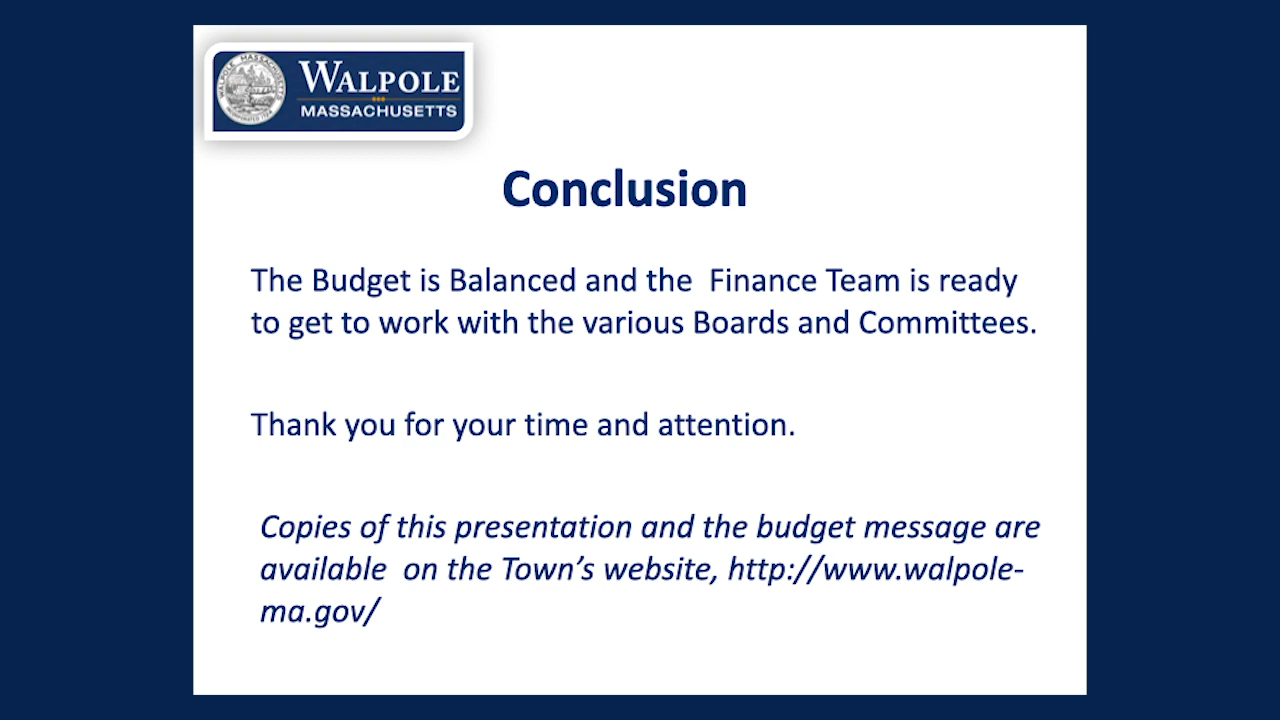 WALPOLE MASSACHUSETTS
WALPOLE
MASSACHUSETTS
Conclusion
The Budget is Balanced and the  Finance Team is ready
to get to work with the various Boards and Committees.
Thank you for your time and attention.
Copies of this presentation and the budget message are
available  on the Town’s website, http://www.walpole-
ma.gov/